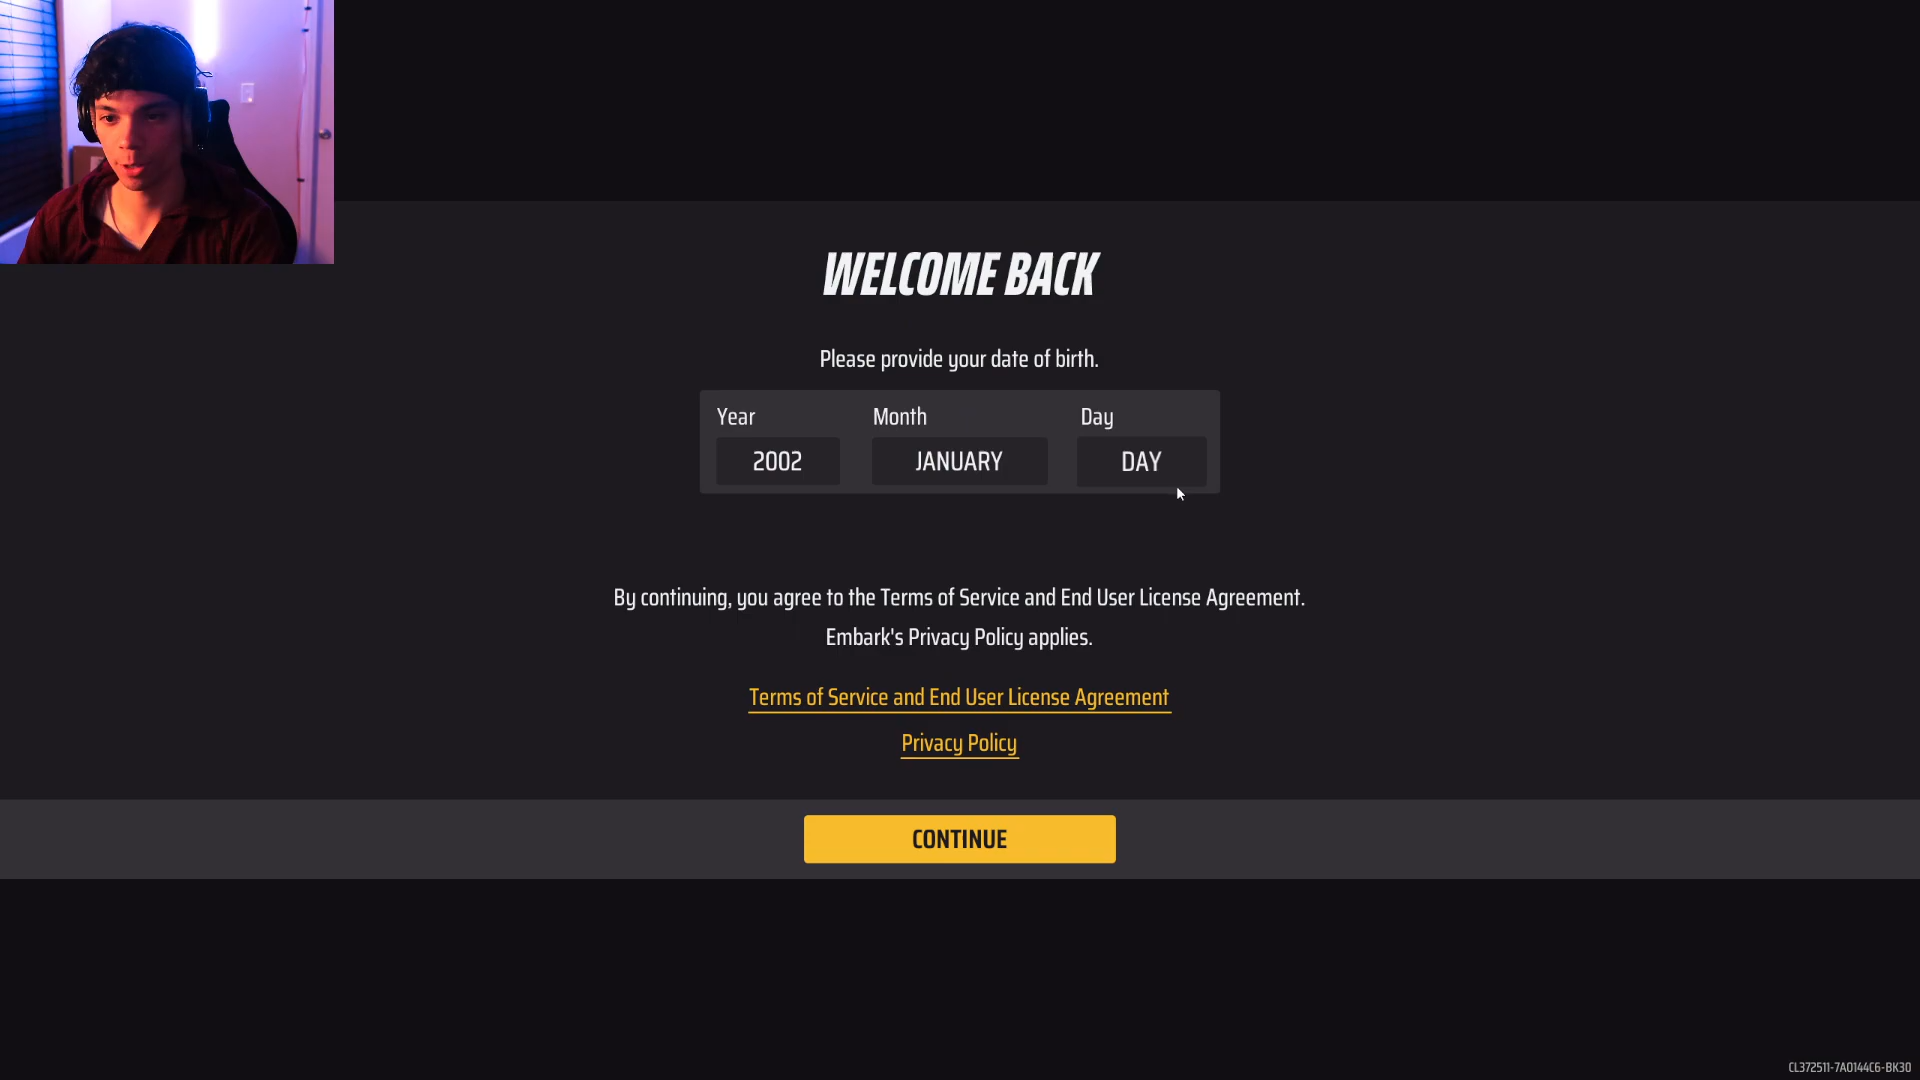 WELCOME BACK
Please provide your date of birth.
Year Month Day
2002 JANUARY DAY
By continuing, you agree to the Terms of Service and End User License Agreement.
Embark's Privacy Policy applies.
Terms of Service and End User License Agreement
Privacy Policy
CONTINUE
CL372511-7A0144C6-BK30